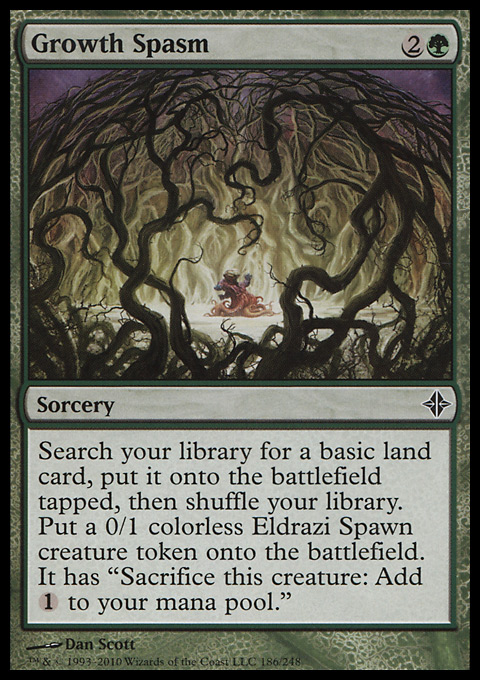 Growth Spasm 2
Sorcery
Search your library for a basic land
card, put it onto the battlefield
tapped, then shuffle your library.
Put a 0/1 colorless Eldrazi Spawn
creature token onto the battlefield.
It has “Sacrifice this creature: Add
1 to your mana pool.”
Dan Scott
™ & © 1993–2010 Wizards of the Coast LLC 186/248